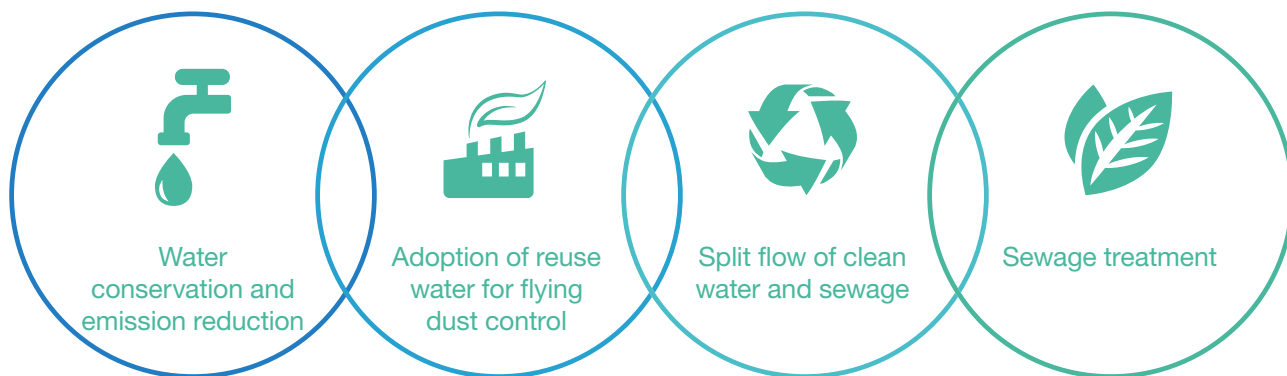 Water
conservation and
emission reduction
Adoption of reuse
water for flying
dust control
Split flow of clean
water and sewage
Sewage treatment